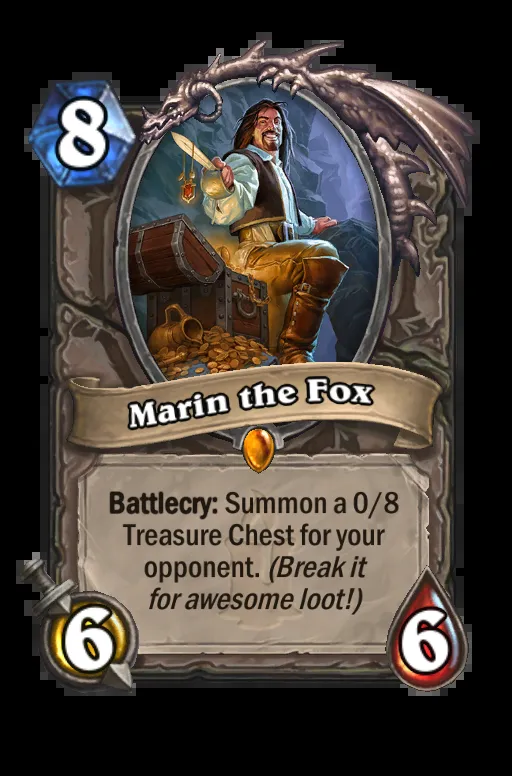 8
Marin the Fox
Battlecry: Summon a 0/8
Treasure Chest for your
opponent. (Break it
for awesome loot!)
6
6